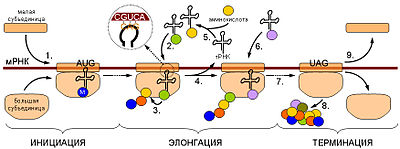 малая
субъединица
мРНК
1.
AUG
M
большая
субъединица
CGUCA
2.
3.
4.
аминокислота
5.
тРНК
6.
7.
UAG
8.
9.
ИНИЦИАЦИЯ
ЭЛОНГАЦИЯ
ТЕРМИНАЦИЯ